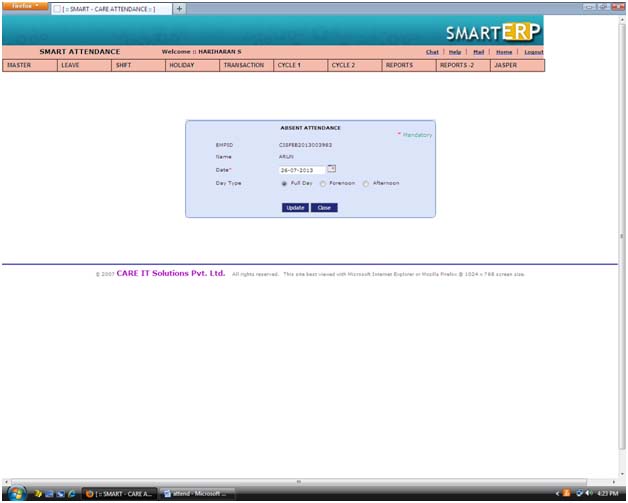 Firefox
[ :: SMART - CARE ATTENDANCE :: ]
SMARTERP
SMART ATTENDANCE
Welcome :: HARIHARAN S
Chat | Help | Mail | Home | Logout
MASTER LEAVE SHIFT HOLIDAY TRANSACTION CYCLE 1 CYCLE 2 REPORTS REPORTS -2 JASPER
ABSENT ATTENDANCE
* Mandatory
EMPID
Name ARUN
Date* 26-07-2013
Day Type Full Day Forenoon Afternoon
Update Close
© 2007 CARE IT Solutions Pvt. Ltd. All rights reserved. This site best viewed with Microsoft Internet Explorer or Mozilla Firefox @ 1024 x 768 screen size.
[ :: SMART - CARE A... attend - Microsoft ... 4:23 PM